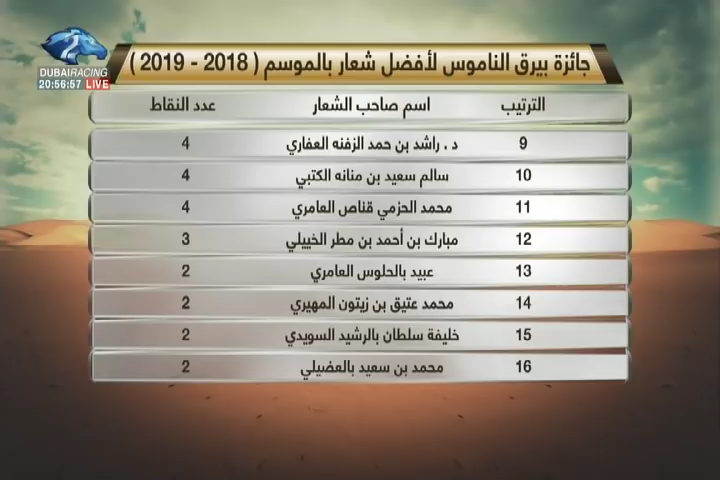 2
DUBAI RACING
20:56:57 LIVE
جائزة بيرق الناموس لأفضل شعار بالموسم ( 2018 - 2019 )
الترتيب اسم صاحب الشعار عدد النقاط
9 د . راشد بن حمد الزفنه العفاري 4
10 سالم سعيد بن منانه الكتبي 4
11 محمد الحزمي قناص العامري 4
12 مبارك بن أحمد بن مطر الخييلي 3
13 عبيد بالحلوس العامري 2
14 محمد عتيق بن زيتون المهيري 2
15 خليفة سلطان بالرشيد السويدي 2
16 محمد بن سعيد بالعضيلي 2